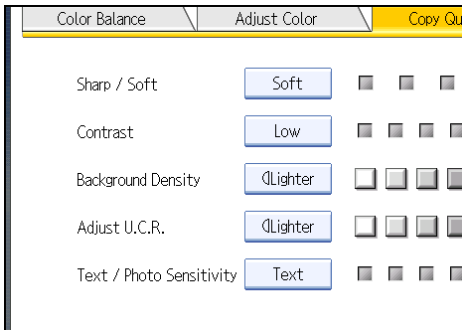 Color Balance Adjust Color Copy Qu
Sharp / Soft Soft
Contrast Low
Background Density Lighter
Adjust U.C.R. Lighter
Text / Photo Sensitivity Text